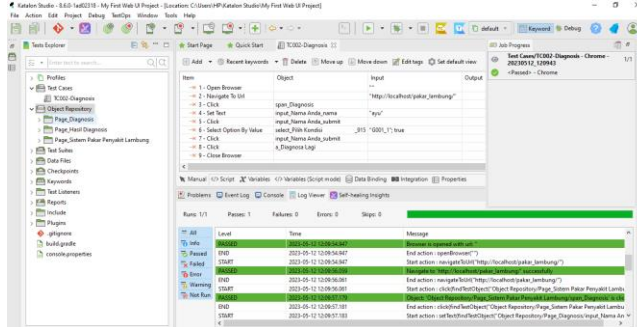 Katalon Studio - 8.6.0 - My First Web UI Project - [Location: C:\Users\HP\Katalon Studio\My First Web UI Project]
File Action Edit Project Debug TestOps Window Tools Help
default Keyword Debug
Tests Explorer
Start Page Quick Start TC002-Diagnosis
Job Progress
Add Recent keywords Delete Move up Move down Edit tags Set default view
Test Cases/TC002-Diagnosis - Chrome - 20230512_120943 1/1
<Passed> - Chrome
Profiles
Test Cases
TC002-Diagnosis
Object Repository
Page_Diagnosis
Page_Hasil Diagnosis
Page_Sistem Pakar Penyakit Lambung
Test Suites
Data Files
Checkpoints
Keywords
Test Listeners
Reports
Include
Plugins
.gitignore
build.gradle
console.properties
Item Object Input Output
1 - Open Browser ""
2 - Navigate To Url "http://localhost/pakar_lambung/"
3 - Click span_Diagnosis
4 - Set Text input_Nama Anda_nama "ayu"
5 - Click input_Nama Anda_submit
6 - Select Option By Value select_Pilih Kondisi "0001_1"; true
7 - Click input_Nama Anda_submit
8 - Click a_Diagnosa Lagi
9 - Close Browser
Manual </> Script Variables </> Variables (Script mode) Data Binding Integration Properties
Problems Event Log Console Log Viewer Self-healing Insights
Runs: 1/1 Passes: 1 Failures: 0 Errors: 0 Skips: 0
All
Info
Passed
Failed
Error
Warning
Not Run
Level Time Message
PASSED 2023-05-12 12:09:54.947 Browser is opened with url: ''
END 2023-05-12 12:09:54.947 End action : openBrowser("")
START 2023-05-12 12:09:54.947 Start action : navigateToUrl("http://localhost/pakar_lambung/")
PASSED Navigate to 'http://localhost/pakar_lambung/' successfully
END 2023-05-12 12:09:56.061 End action : navigateToUrl("http://localhost/pakar_lambung/")
START 2023-05-12 12:09:56.061 Start action : click(findTestObject("Object Repository/Page_Sistem Pakar Penyakit Lambu
PASSED 2023-05-12 12:09:57.179 Object: 'Object Repository/Page_Sistem Pakar Penyakit Lambung/span_Diagnosis' is clic
END 2023-05-12 12:09:57.181 End action : click(findTestObject("Object Repository/Page_Sistem Pakar Penyakit Lambu
START 2023-05-12 12:09:57.183 Start action : setText(findTestObject("Object Repository/Page_Diagnosis/input_Nama An